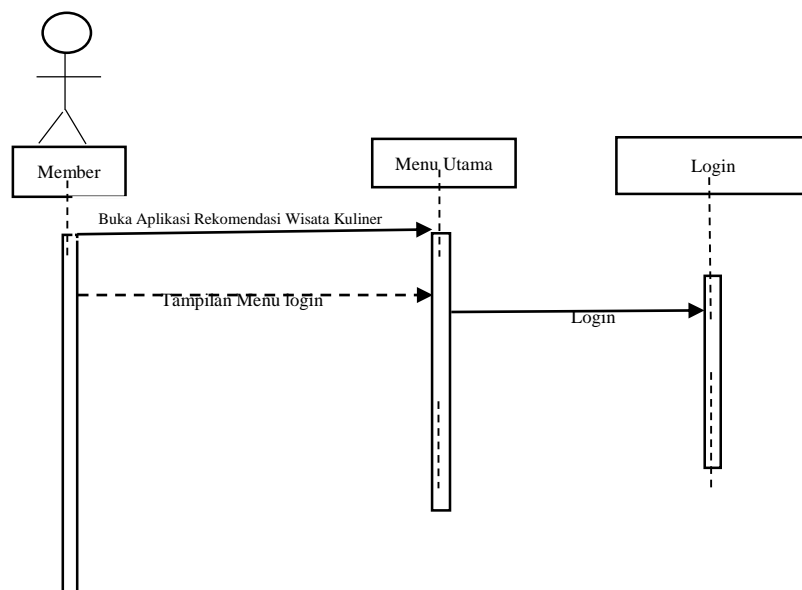 Member
Menu Utama
Login
Buka Aplikasi Rekomendasi Wisata Kuliner
Tampilan Menu login
Login